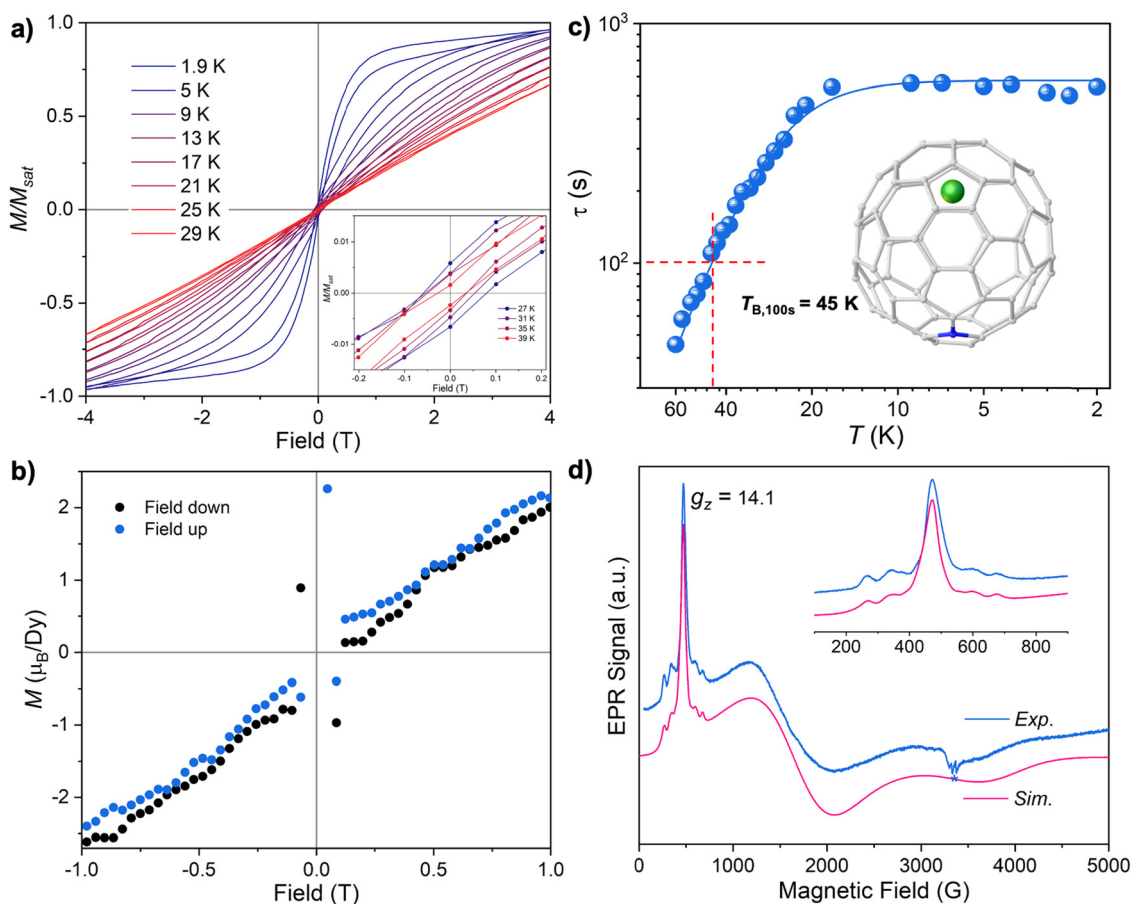 a)
1.0
0.5
0.0
-0.5
-1.0
M/Msat
1.9 K
5 K
9 K
13 K
17 K
21 K
25 K
29 K
-4
-2
0
2
4
Field (T)
0.01
0.00
-0.01
M/Msat
27 K
31 K
35 K
39 K
-0.2
-0.1
0.0
0.1
0.2
Field (T)
c)
10³
10²
τ (s)
TB,100s = 45 K
60
40
20
10
5
2
T (K)
b)
2
1
0
-1
-2
M (μB/Dy)
Field down
Field up
-1.0
-0.5
0.0
0.5
1.0
Field (T)
d)
EPR Signal (a.u.)
gz = 14.1
200
400
600
800
Exp.
**
Sim.
0
1000
2000
3000
4000
5000
Magnetic Field (G)